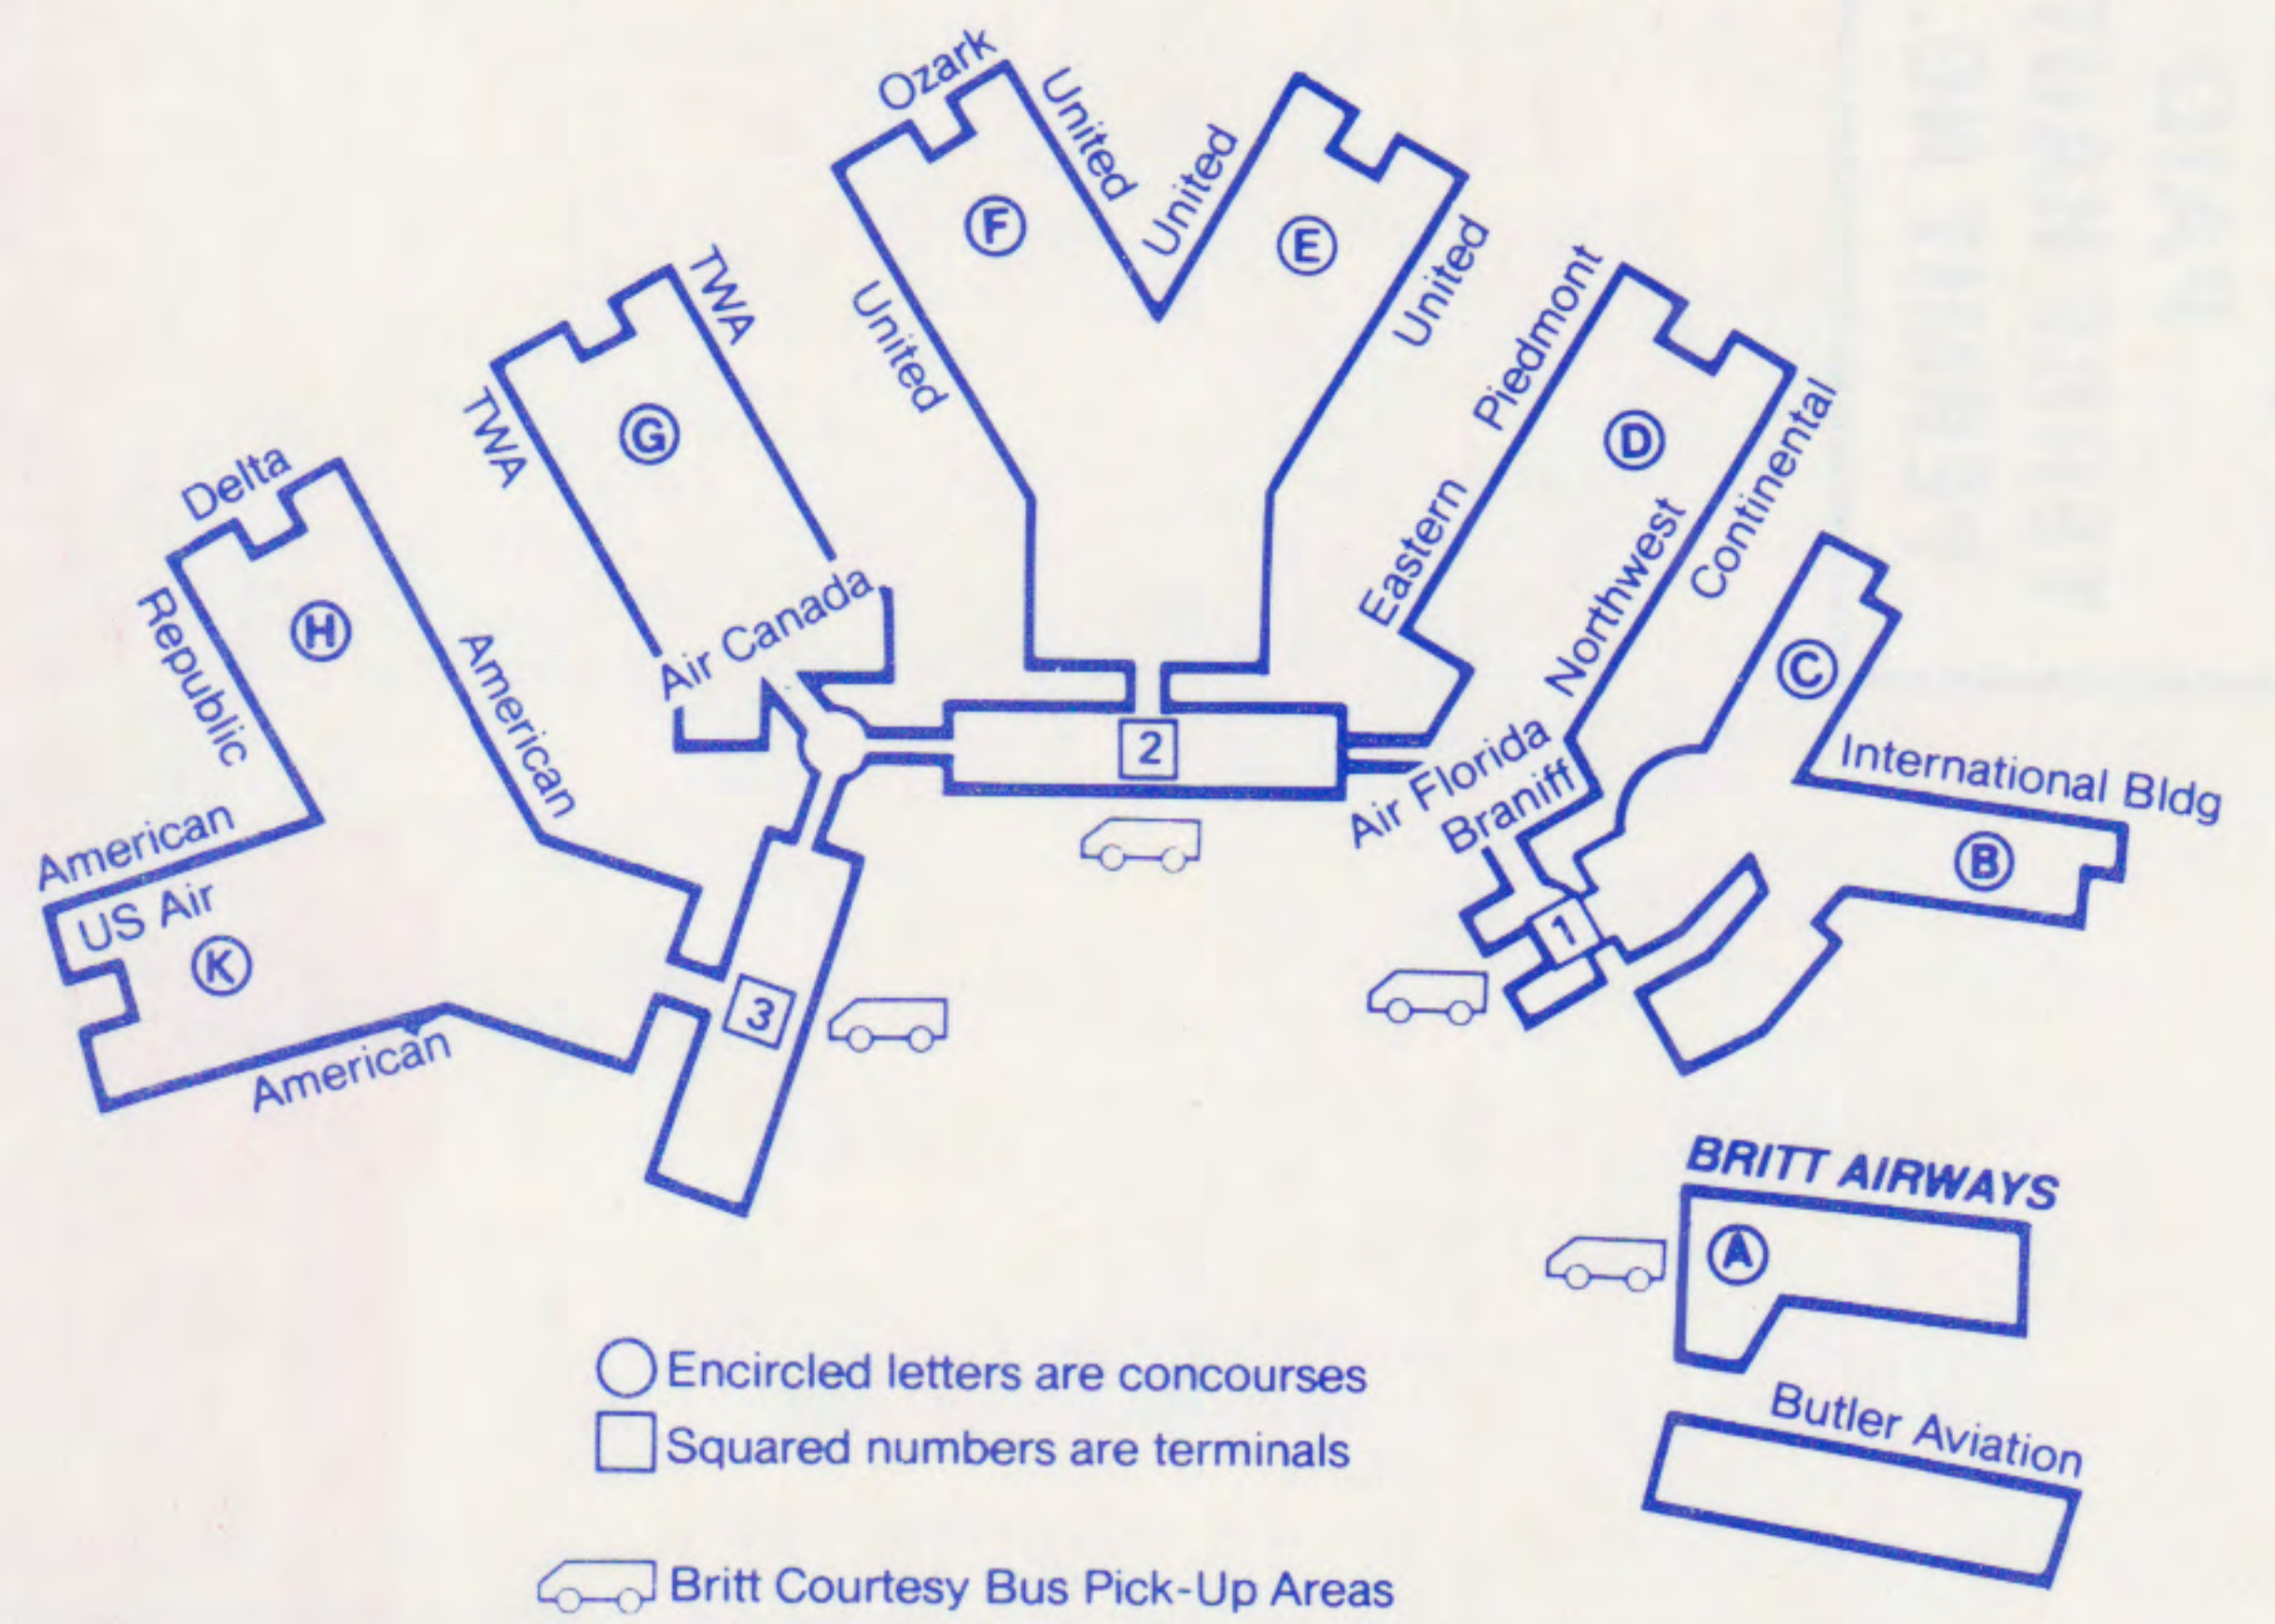 Ozark
United
United
F
E
United
United
TWA
Piedmont
G
D
TWA
Continental
Delta
Eastern
Northwest
H
C
Air Canada
Republic
American
2
International Bldg
Air Florida
Braniff
American
B
US Air
1
K
3
American
BRITT AIRWAYS
A
Encircled letters are concourses
Squared numbers are terminals
Butler Aviation
Britt Courtesy Bus Pick-Up Areas